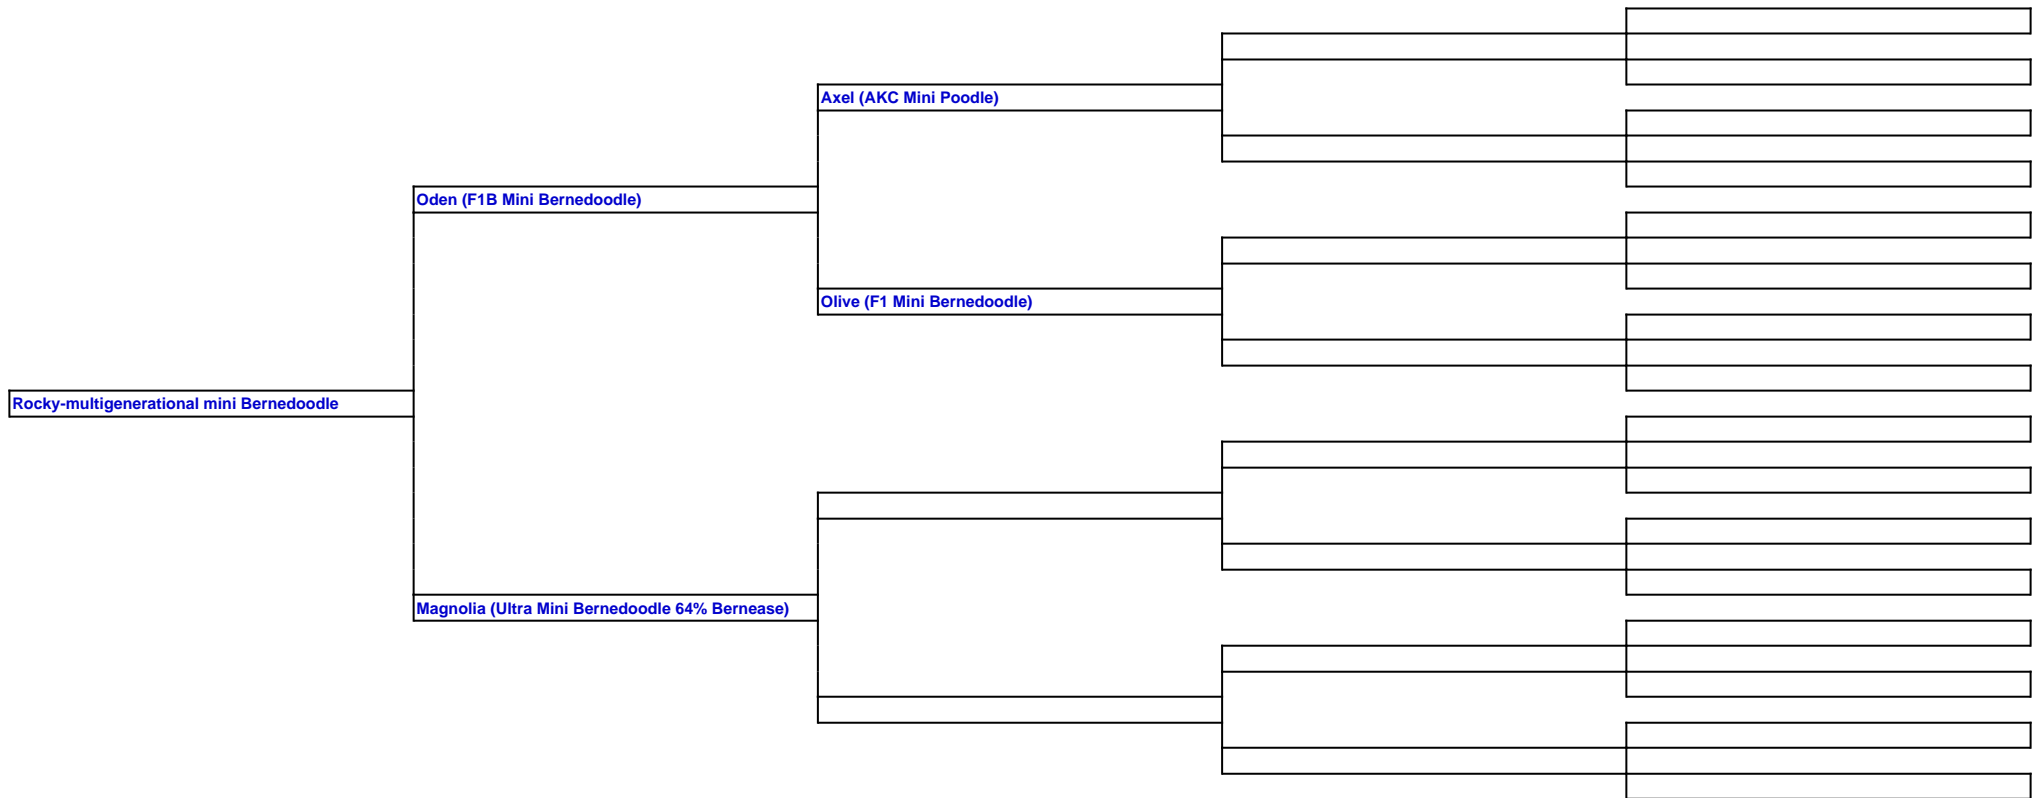 Axel (AKC Mini Poodle)
Oden (F1B Mini Bernedoodle)
Olive (F1 Mini Bernedoodle)
Rocky-multigenerational mini Bernedoodle
Magnolia (Ultra Mini Bernedoodle 64% Bernease)